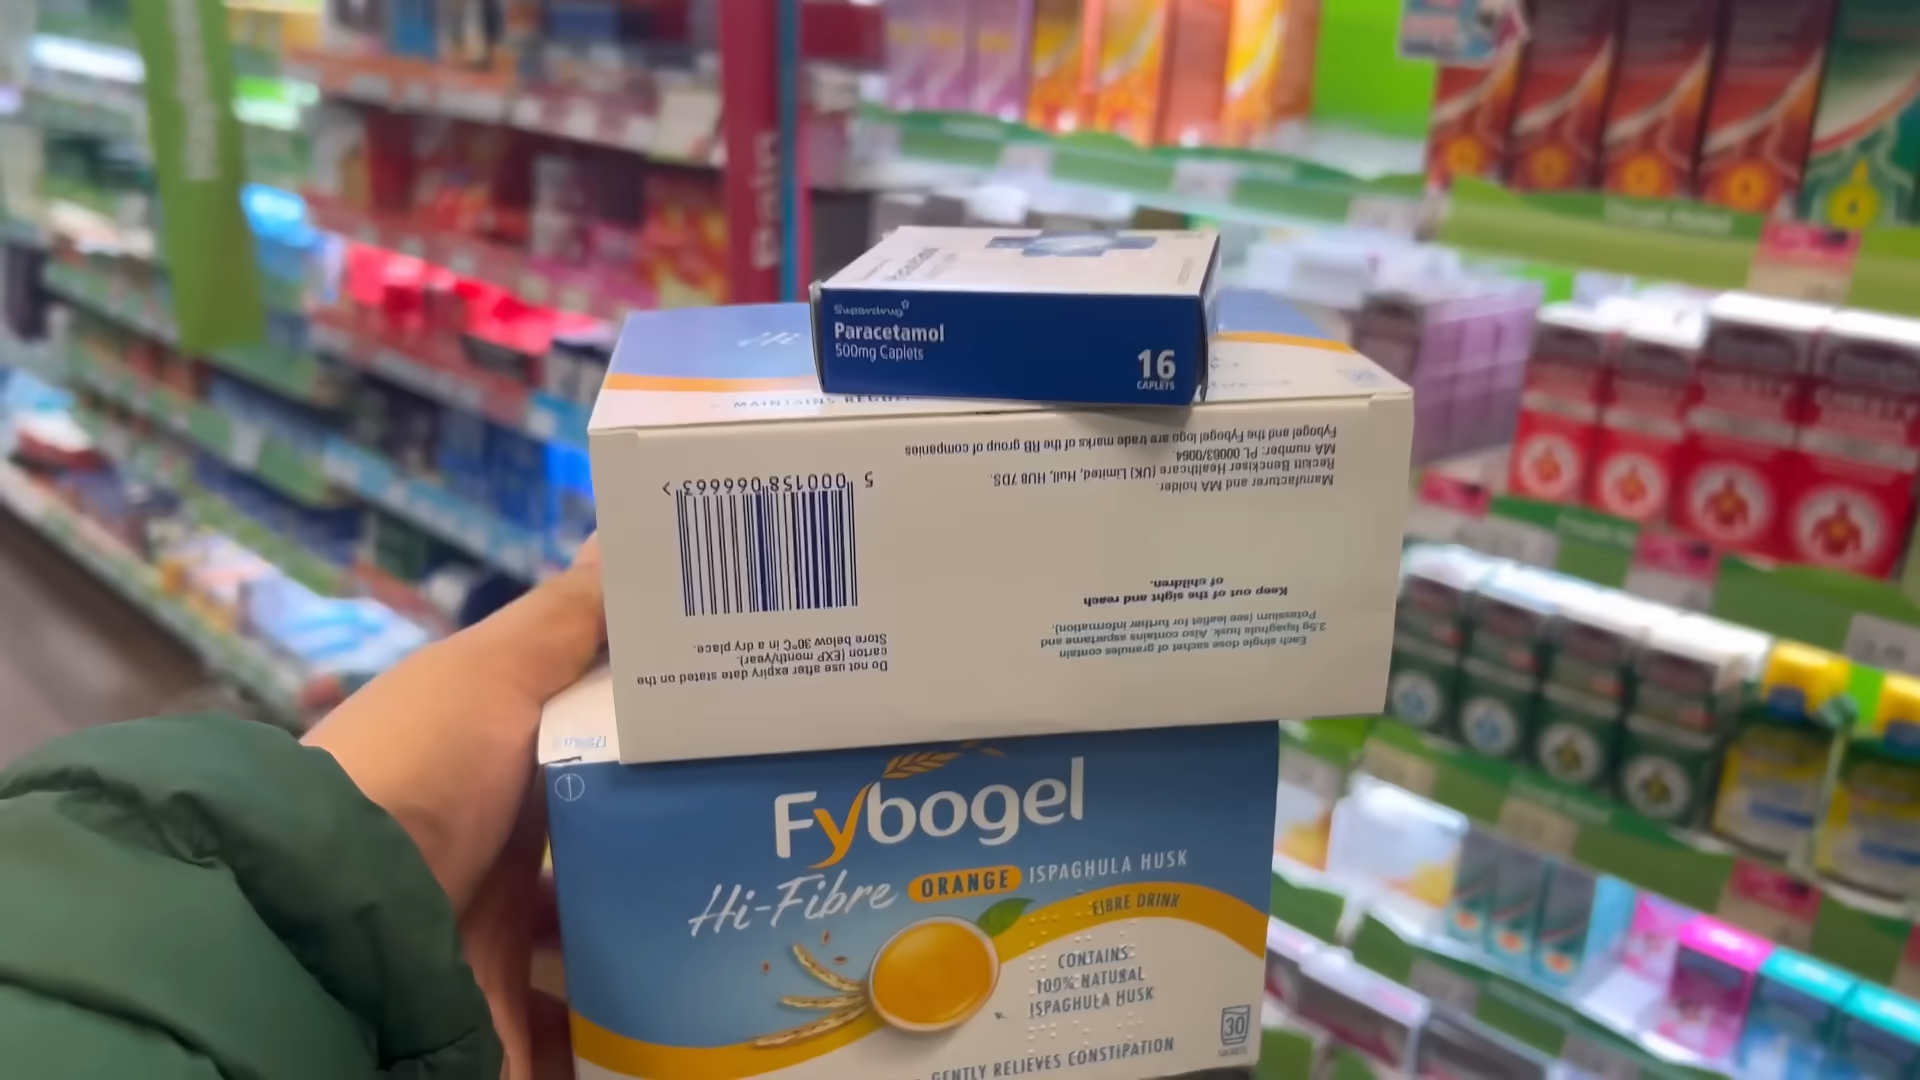 Pain
Superdrug
Paracetamol
500mg Caplets
16
CAPLETS
MAINTAINS REGU
Fybogel and the Fybogel logo are trade marks of the RB group of companies
MA number: PL 00063/0064.
Reckitt Benckiser Healthcare (UK) Limited, Hull, HU8 7DS.
Manufacturer and MA holder:
5 000158 066663 >
Keep out of the sight and reach
of children.
Each single dose sachet of granules contain
3.5g Ispaghula husk. Also contains aspartame and
Potassium (see leaflet for further information).
Do not use after expiry date stated on the
carton (EXP month/year).
Store below 30°C in a dry place.
Fybogel
Hi-Fibre ORANGE ISPAGHULA HUSK
FIBRE DRINK
CONTAINS
100% NATURAL
ISPAGHULA HUSK
30
SACHETS
GENTLY RELIEVES CONSTIPATION
CHESTY
CHESTY